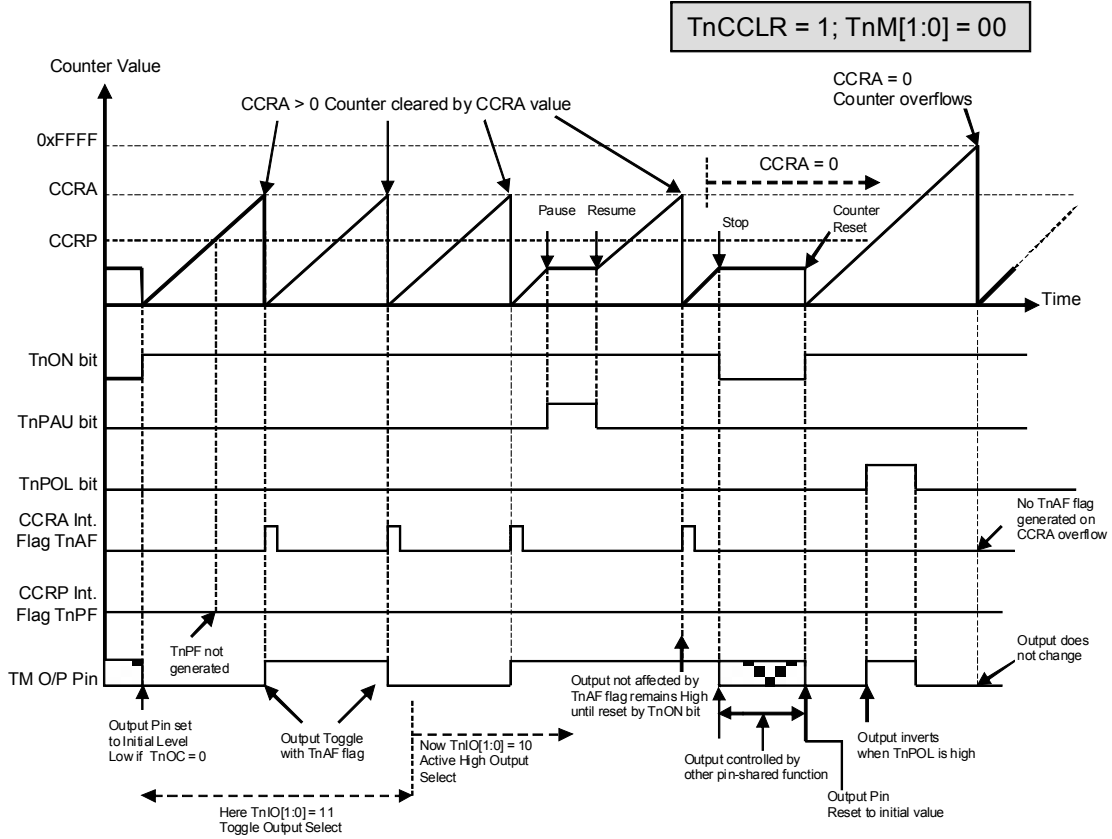 TnCCLR = 1; TnM[1:0] = 00
Counter Value
CCRA > 0 Counter cleared by CCRA value
CCRA = 0
Counter overflows
0xFFFF
CCRA = 0
CCRA
Pause
Resume
Stop
Counter
Reset
CCRP
Time
TnON bit
TnPAU bit
TnPOL bit
CCRA Int.
Flag TnAF
No TnAF flag
generated on
CCRA overflow
CCRP Int.
Flag TnPF
TnPF not
generated
TM O/P Pin
Output does
not change
Output not affected by
TnAF flag remains High
until reset by TnON bit
Output Pin set
to Initial Level
Low if TnOC = 0
Output Toggle
with TnAF flag
Now TnIO[1:0] = 10
Active High Output
Select
Output controlled by
other pin-shared function
Output inverts
when TnPOL is high
Output Pin
Reset to initial value
Here TnIO[1:0] = 11
Toggle Output Select